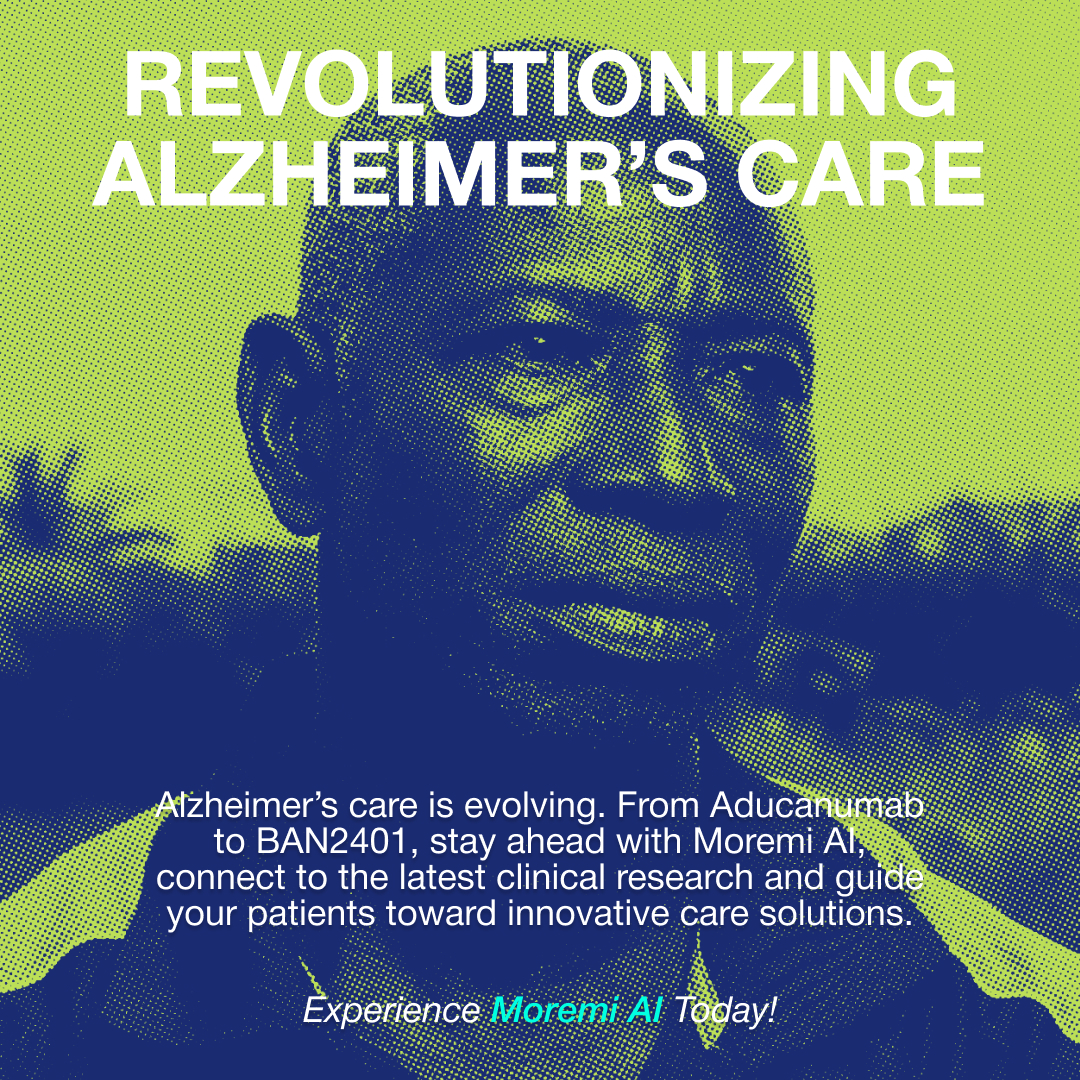 REVOLUTIONIZING
ALZHEIMER’S CARE
Alzheimer’s care is evolving. From Aducanumab
to BAN2401, stay ahead with Moremi AI,
connect to the latest clinical research and guide
your patients toward innovative care solutions.
Experience Moremi AI Today!